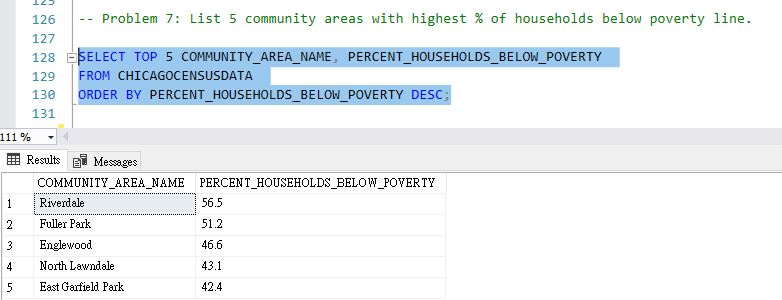 125
126 -- Problem 7: List 5 community areas with highest % of households below poverty line.
127
128 SELECT TOP 5 COMMUNITY_AREA_NAME, PERCENT_HOUSEHOLDS_BELOW_POVERTY
129 FROM CHICAGOCENSUSDATA
130 ORDER BY PERCENT_HOUSEHOLDS_BELOW_POVERTY DESC;
131
111 %
Results Messages
COMMUNITY_AREA_NAME PERCENT_HOUSEHOLDS_BELOW_POVERTY
1 Riverdale 56.5
2 Fuller Park 51.2
3 Englewood 46.6
4 North Lawndale 43.1
5 East Garfield Park 42.4